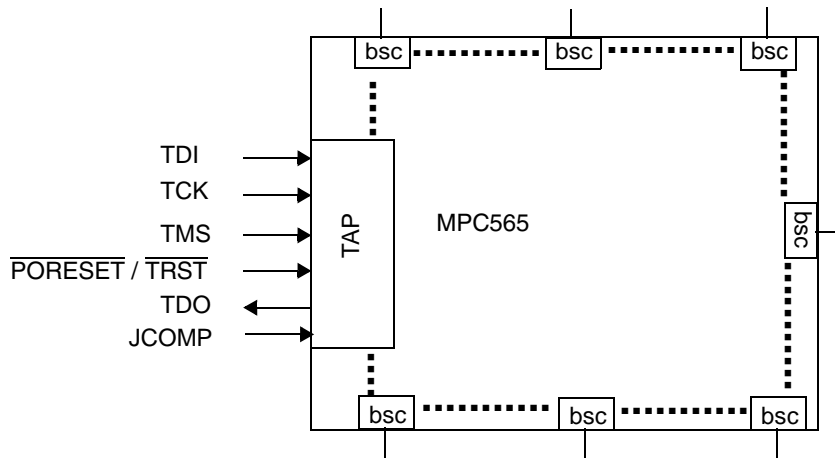 bsc bsc bsc
TDI
TCK
TMS
PORESET / TRST
TDO
JCOMP
TAP
MPC565
bsc
bsc bsc bsc